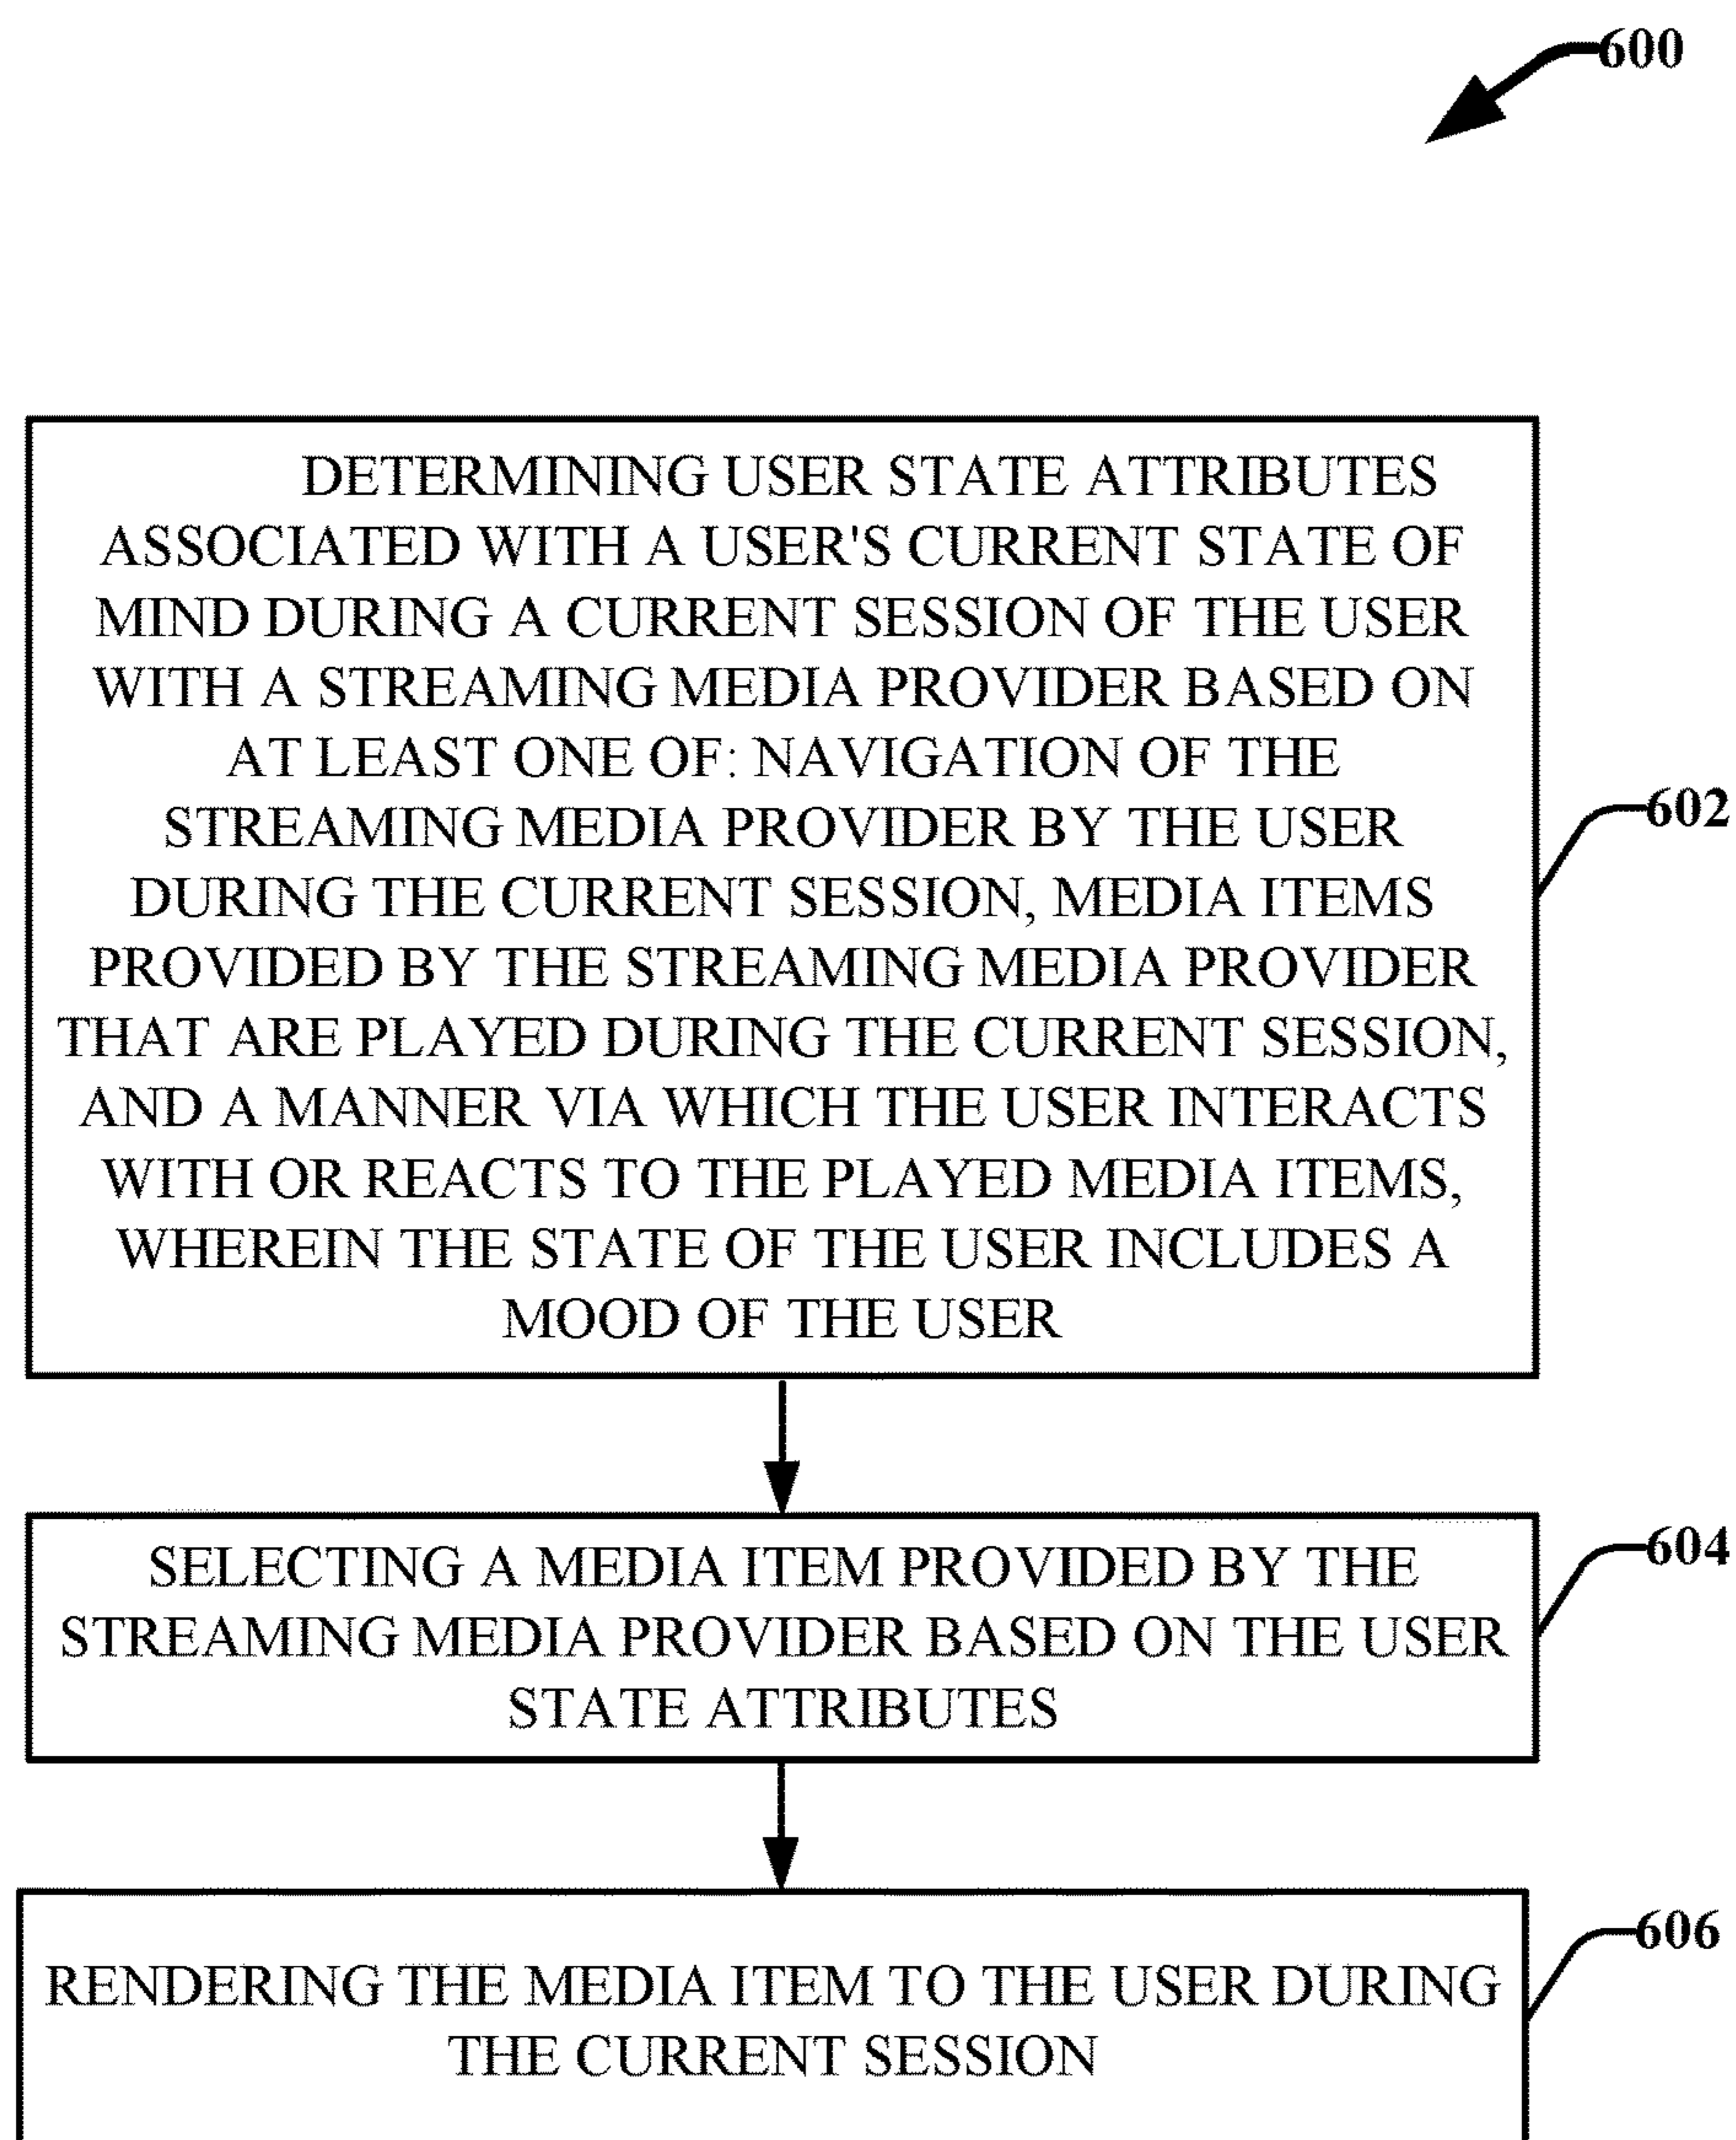 600
DETERMINING USER STATE ATTRIBUTES
ASSOCIATED WITH A USER'S CURRENT STATE OF
MIND DURING A CURRENT SESSION OF THE USER
WITH A STREAMING MEDIA PROVIDER BASED ON
AT LEAST ONE OF: NAVIGATION OF THE
STREAMING MEDIA PROVIDER BY THE USER
DURING THE CURRENT SESSION, MEDIA ITEMS
PROVIDED BY THE STREAMING MEDIA PROVIDER
THAT ARE PLAYED DURING THE CURRENT SESSION,
AND A MANNER VIA WHICH THE USER INTERACTS
WITH OR REACTS TO THE PLAYED MEDIA ITEMS,
WHEREIN THE STATE OF THE USER INCLUDES A
MOOD OF THE USER
602
SELECTING A MEDIA ITEM PROVIDED BY THE
STREAMING MEDIA PROVIDER BASED ON THE USER
STATE ATTRIBUTES
604
RENDERING THE MEDIA ITEM TO THE USER DURING
THE CURRENT SESSION
606